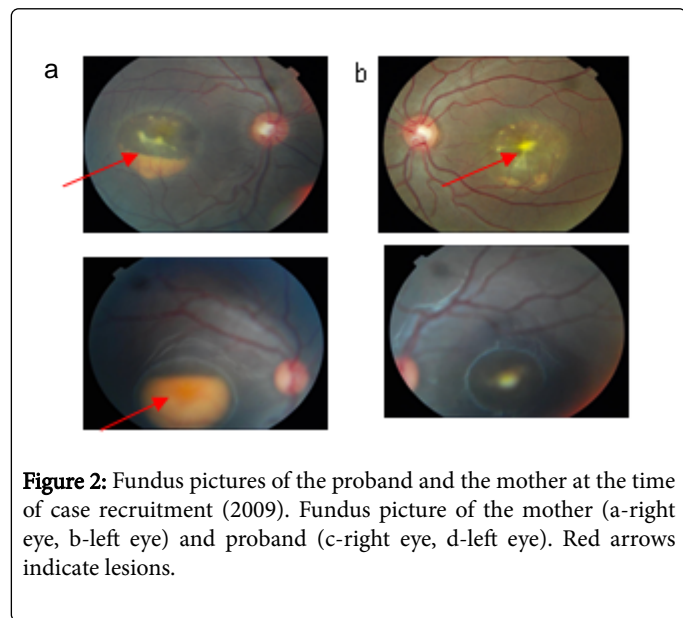 a
b
Figure 2: Fundus pictures of the proband and the mother at the time
of case recruitment (2009). Fundus picture of the mother (a-right
eye, b-left eye) and proband (c-right eye, d-left eye). Red arrows
indicate lesions.